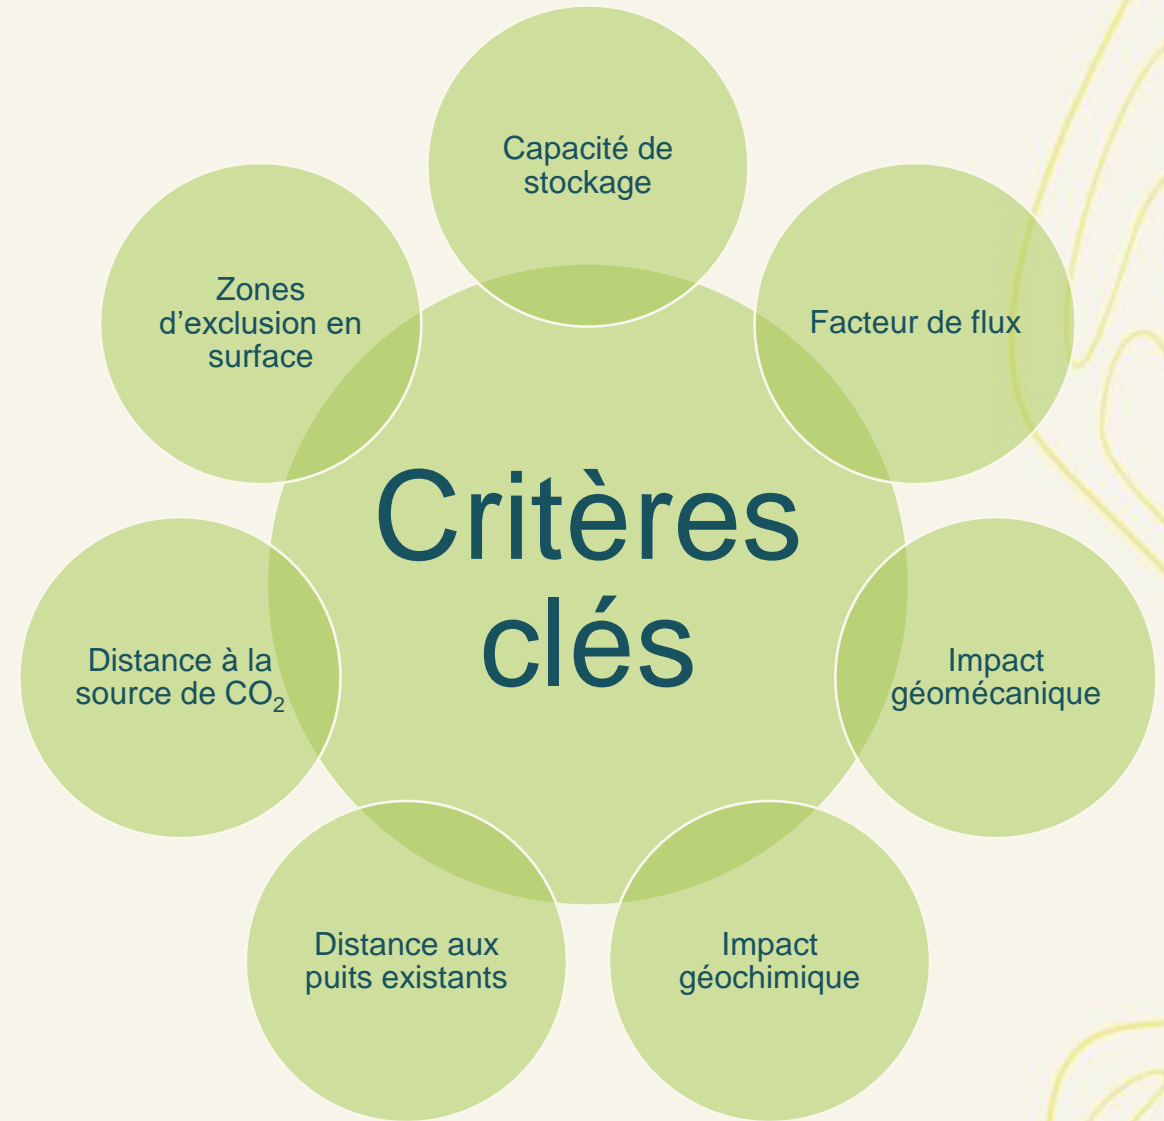 Capacité de
stockage
Facteur de flux
Impact
géomécanique
Impact
géochimique
Distance aux
puits existants
Distance à la
source de CO₂
Zones
d’exclusion en
surface
Critères
clés